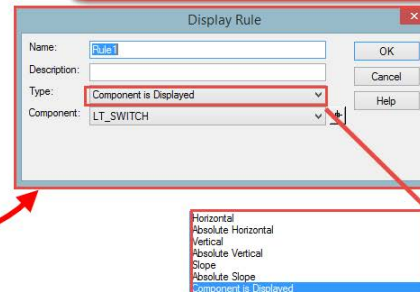 Display Rule
Name: Rule1 OK
Description: Cancel
Type: Component is Displayed Help
Component: LT_SWITCH
Horizontal
Absolute Horizontal
Vertical
Absolute Vertical
Slope
Absolute Slope
Component is Displayed